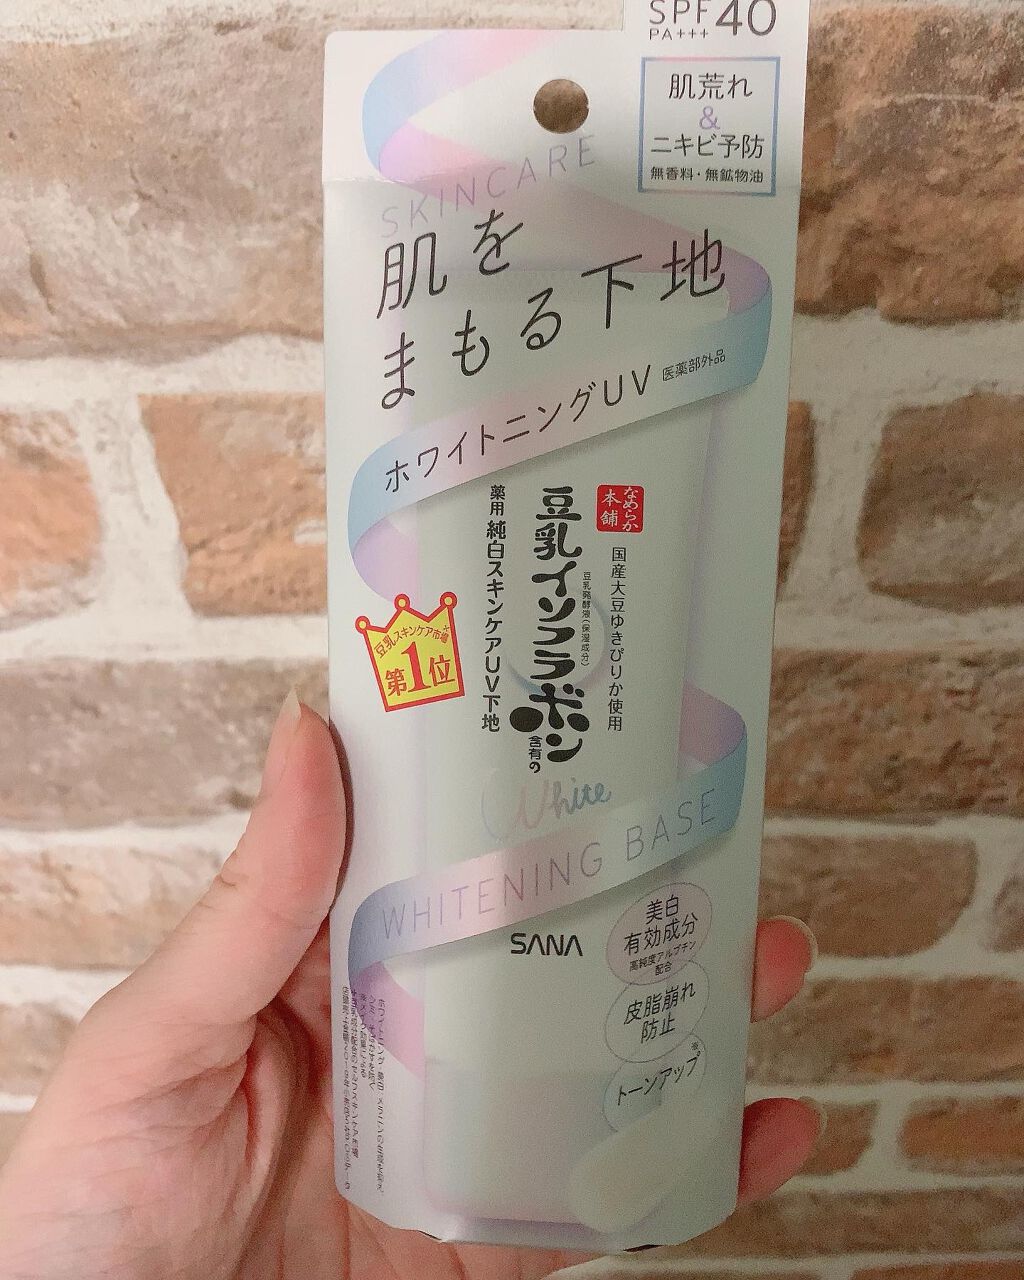 SPF40
PA+++
肌荒れ
&
ニキビ予防
無香料・無鉱物油
SKINCARE
肌を
まもる下地
ホワイトニングUV 医薬部外品
なめらか
本舗
国産大豆ゆきぴりか使用
豆乳発酵液(保湿成分)
豆乳イソフラボン含有の
薬用 純白スキンケアUV下地
豆乳スキンケア市場※
第1位
White
WHITENING BASE
SANA
美白
有効成分
高純度アルブチン
配合
皮脂崩れ
防止
トーンアップ※